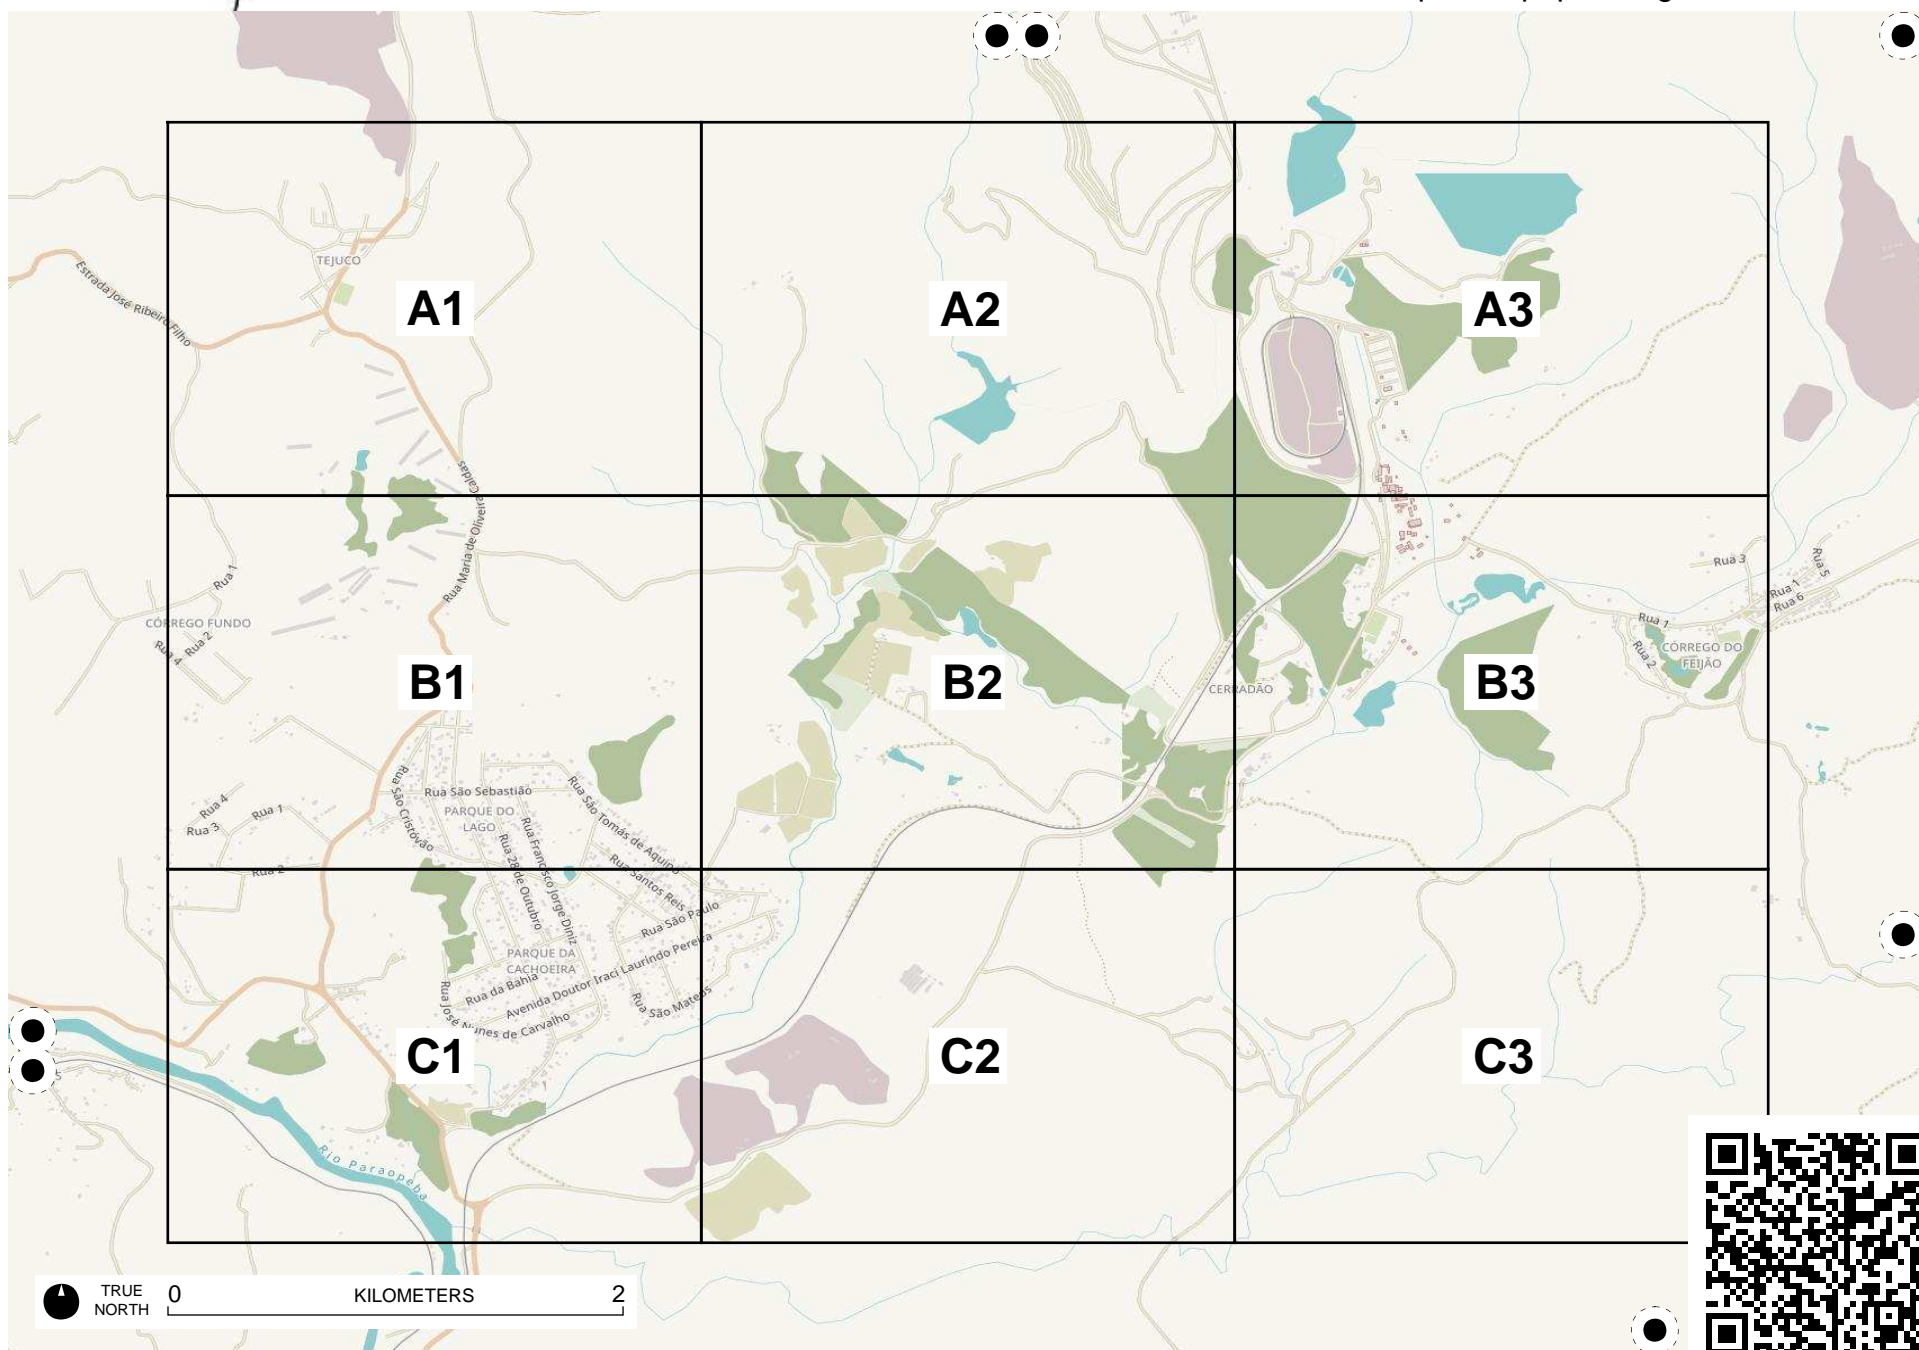 TEJUCO
Estrada José Ribeiro Filho
A1
A2
A3
Rua Maria de Oliveira Caldas
Rua 1
CÓRREGO FUNDO
Rua 2
Rua 4
B1
B2
B3
CERRADÃO
Rua 3
Rua 5
Rua 1
Rua 6
Rua 1
Rua 2
CÓRREGO DO
FEIJÃO
Rua São Cristóvão
Rua São Sebastião
PARQUE DO
LAGO
Rua São Tomás de Aquino
Rua 4
Rua 1
Rua 3
Rua 2
Rua 28 de Outubro
Rua Francisco Jorge Diniz
Rua Santos Reis
Rua São Paulo
PARQUE DA
CACHOEIRA
Rua da Bahia
Avenida Doutor Iraci Laurindo Pereira
Rua José Nunes de Carvalho
Rua São Mateus
C1
C2
C3
Rio Paraopeba
TRUE
NORTH
0 KILOMETERS 2